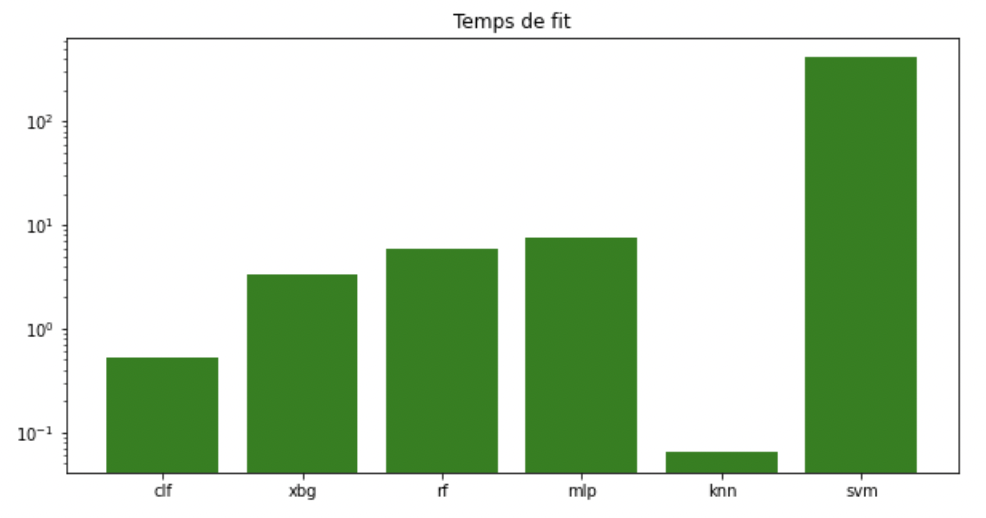 Temps de fit
10²
10¹
10⁰
10⁻¹
clf xbg rf mlp knn svm